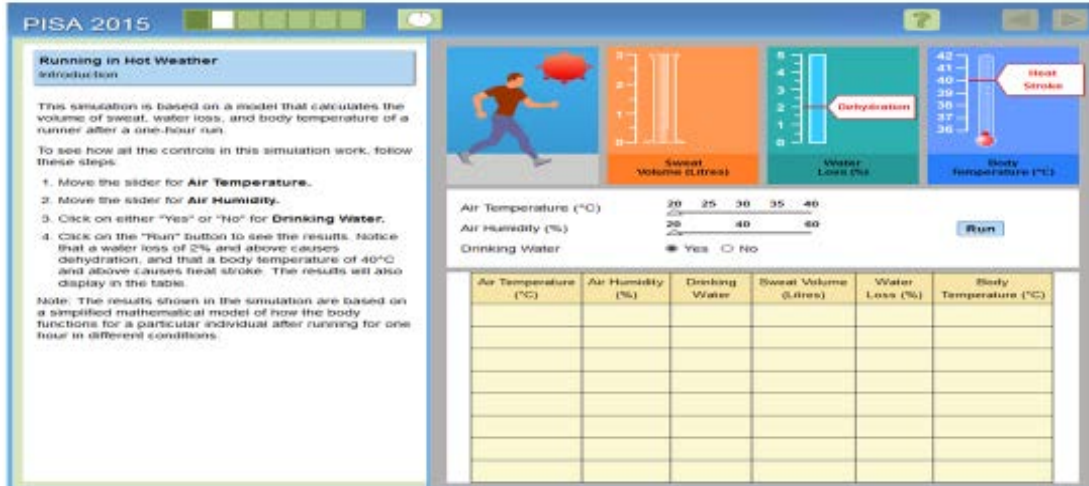 PISA 2015
?
Running in Hot Weather
Introduction
This simulation is based on a model that calculates the
volume of sweat, water loss, and body temperature of a
runner after a one-hour run.
To see how all the controls in this simulation work, follow
these steps:
1. Move the slider for Air Temperature.
2. Move the slider for Air Humidity.
3. Click on either "Yes" or "No" for Drinking Water.
4. Click on the "Run" button to see the results. Notice
that a water loss of 2% and above causes
dehydration, and that a body temperature of 40°C
and above causes heat stroke. The results will also
display in the table.
Note: The results shown in the simulation are based on
a simplified mathematical model of how the body
functions for a particular individual after running for one
hour in different conditions.
3
2
1
Sweat
Volume (Litres)
5
4
3
2
1
0
Dehydration
Water
Loss (%)
42
41
40
39
38
37
36
Heat
Stroke
Body
Temperature (°C)
Air Temperature (°C) 20 25 30 35 40
Air Humidity (%) 20 40 60
Drinking Water Yes No
Run
Air Temperature (°C) Air Humidity (%) Drinking Water Sweat Volume (Litres) Water Loss (%) Body Temperature (°C)